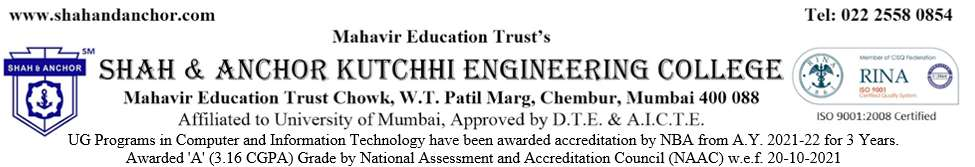 www.shahandanchor.com Tel: 022 2558 0854
Mahavir Education Trust's
SHAH & ANCHOR SM
SHAH & ANCHOR KUTCHHI ENGINEERING COLLEGE
Mahavir Education Trust Chowk, W.T. Patil Marg, Chembur, Mumbai 400 088
Affiliated to University of Mumbai, Approved by D.T.E. & A.I.C.T.E.
RINA
Member of CISQ Federation
RINA
ISO 9001
Certified Quality System
ISO 9001:2008 Certified
UG Programs in Computer and Information Technology have been awarded accreditation by NBA from A.Y. 2021-22 for 3 Years.
Awarded 'A' (3.16 CGPA) Grade by National Assessment and Accreditation Council (NAAC) w.e.f. 20-10-2021